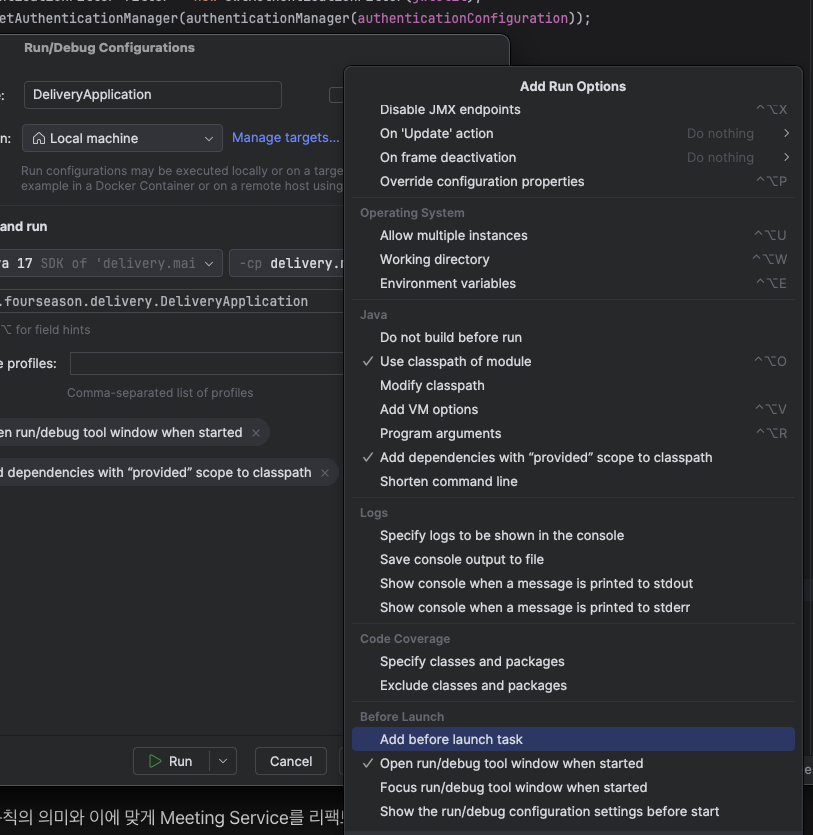 etAuthenticationManager(authenticationManager(authenticationConfiguration));
Run/Debug Configurations
e:
DeliveryApplication
n:
Local machine
Manage targets...
Run configurations may be executed locally or on a targe
example in a Docker Container or on a remote host using
and run
va 17 SDK of 'delivery.mai
-cp delivery.m
.fourseason.delivery.DeliveryApplication
⌥ for field hints
e profiles:
Comma-separated list of profiles
en run/debug tool window when started ×
d dependencies with “provided” scope to classpath ×
Run
Cancel
Add Run Options
Disable JMX endpoints ⌃⌥X
On 'Update' action Do nothing >
On frame deactivation Do nothing >
Override configuration properties ⌃⌥P
Operating System
Allow multiple instances ⌃⌥U
Working directory ⌃⌥W
Environment variables ⌃⌥E
Java
Do not build before run
✓ Use classpath of module ⌃⌥O
Modify classpath
Add VM options ⌃⌥V
Program arguments ⌃⌥R
✓ Add dependencies with “provided” scope to classpath
Shorten command line
Logs
Specify logs to be shown in the console
Save console output to file
Show console when a message is printed to stdout
Show console when a message is printed to stderr
Code Coverage
Specify classes and packages
Exclude classes and packages
Before Launch
Add before launch task
✓ Open run/debug tool window when started
Focus run/debug tool window when started
Show the run/debug configuration settings before start
칙의 의미와 이에 맞게 Meeting Service를